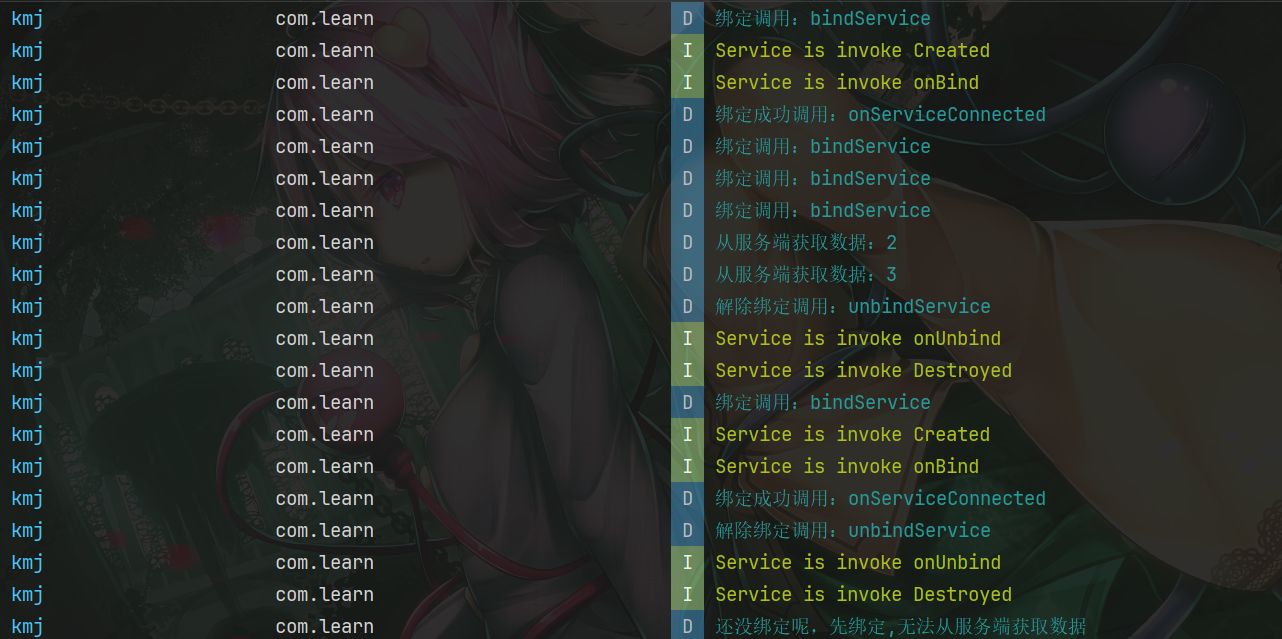 kmj com.learn D 绑定调用：bindService
kmj com.learn I Service is invoke Created
kmj com.learn I Service is invoke onBind
kmj com.learn D 绑定成功调用：onServiceConnected
kmj com.learn D 绑定调用：bindService
kmj com.learn D 绑定调用：bindService
kmj com.learn D 绑定调用：bindService
kmj com.learn D 从服务端获取数据：2
kmj com.learn D 从服务端获取数据：3
kmj com.learn D 解除绑定调用：unbindService
kmj com.learn I Service is invoke onUnbind
kmj com.learn I Service is invoke Destroyed
kmj com.learn D 绑定调用：bindService
kmj com.learn I Service is invoke Created
kmj com.learn I Service is invoke onBind
kmj com.learn D 绑定成功调用：onServiceConnected
kmj com.learn D 解除绑定调用：unbindService
kmj com.learn I Service is invoke onUnbind
kmj com.learn I Service is invoke Destroyed
kmj com.learn D 还没绑定呢，先绑定,无法从服务端获取数据